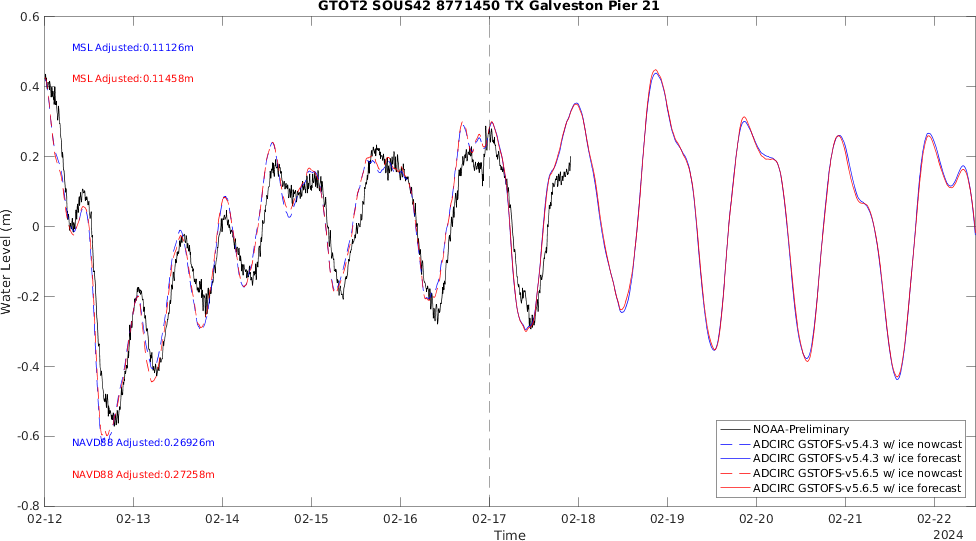 GTOT2 SOUS42 8771450 TX Galveston Pier 21
0.6
MSL Adjusted:0.11126m
MSL Adjusted:0.11458m
0.4
0.2
0
-0.2
-0.4
-0.6
-0.8
Water Level (m)
NAVD88 Adjusted:0.26926m
NAVD88 Adjusted:0.27258m
NOAA-Preliminary
ADCIRC GSTOFS-v5.4.3 w/ ice nowcast
ADCIRC GSTOFS-v5.4.3 w/ ice forecast
ADCIRC GSTOFS-v5.6.5 w/ ice nowcast
ADCIRC GSTOFS-v5.6.5 w/ ice forecast
02-12 02-13 02-14 02-15 02-16 02-17 02-18 02-19 02-20 02-21 02-22
Time
2024